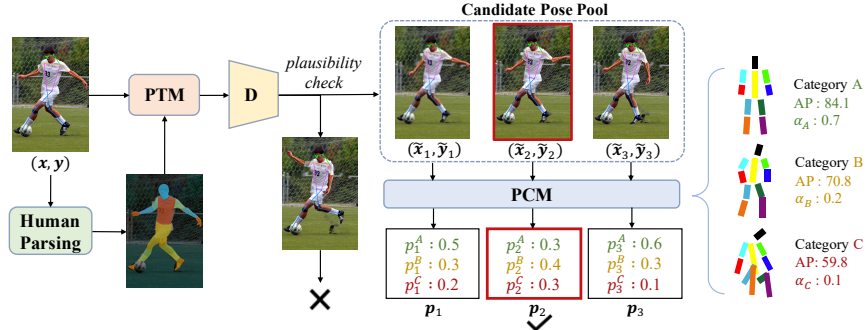 Candidate Pose Pool
plausibility
check
PTM
D
(x, y)
(x̃₁, ỹ₁)
(x̃₂, ỹ₂)
(x̃₃, ỹ₃)
Human
Parsing
PCM
p₁ᴬ : 0.5
p₁ᴮ : 0.3
p₁ᶜ : 0.2
p₁
p₂ᴬ : 0.3
p₂ᴮ : 0.4
p₂ᶜ : 0.3
p₂
p₃ᴬ : 0.6
p₃ᴮ : 0.3
p₃ᶜ : 0.1
p₃
Category A
AP : 84.1
α_A : 0.7
Category B
AP : 70.8
α_B : 0.2
Category C
AP: 59.8
α_C : 0.1